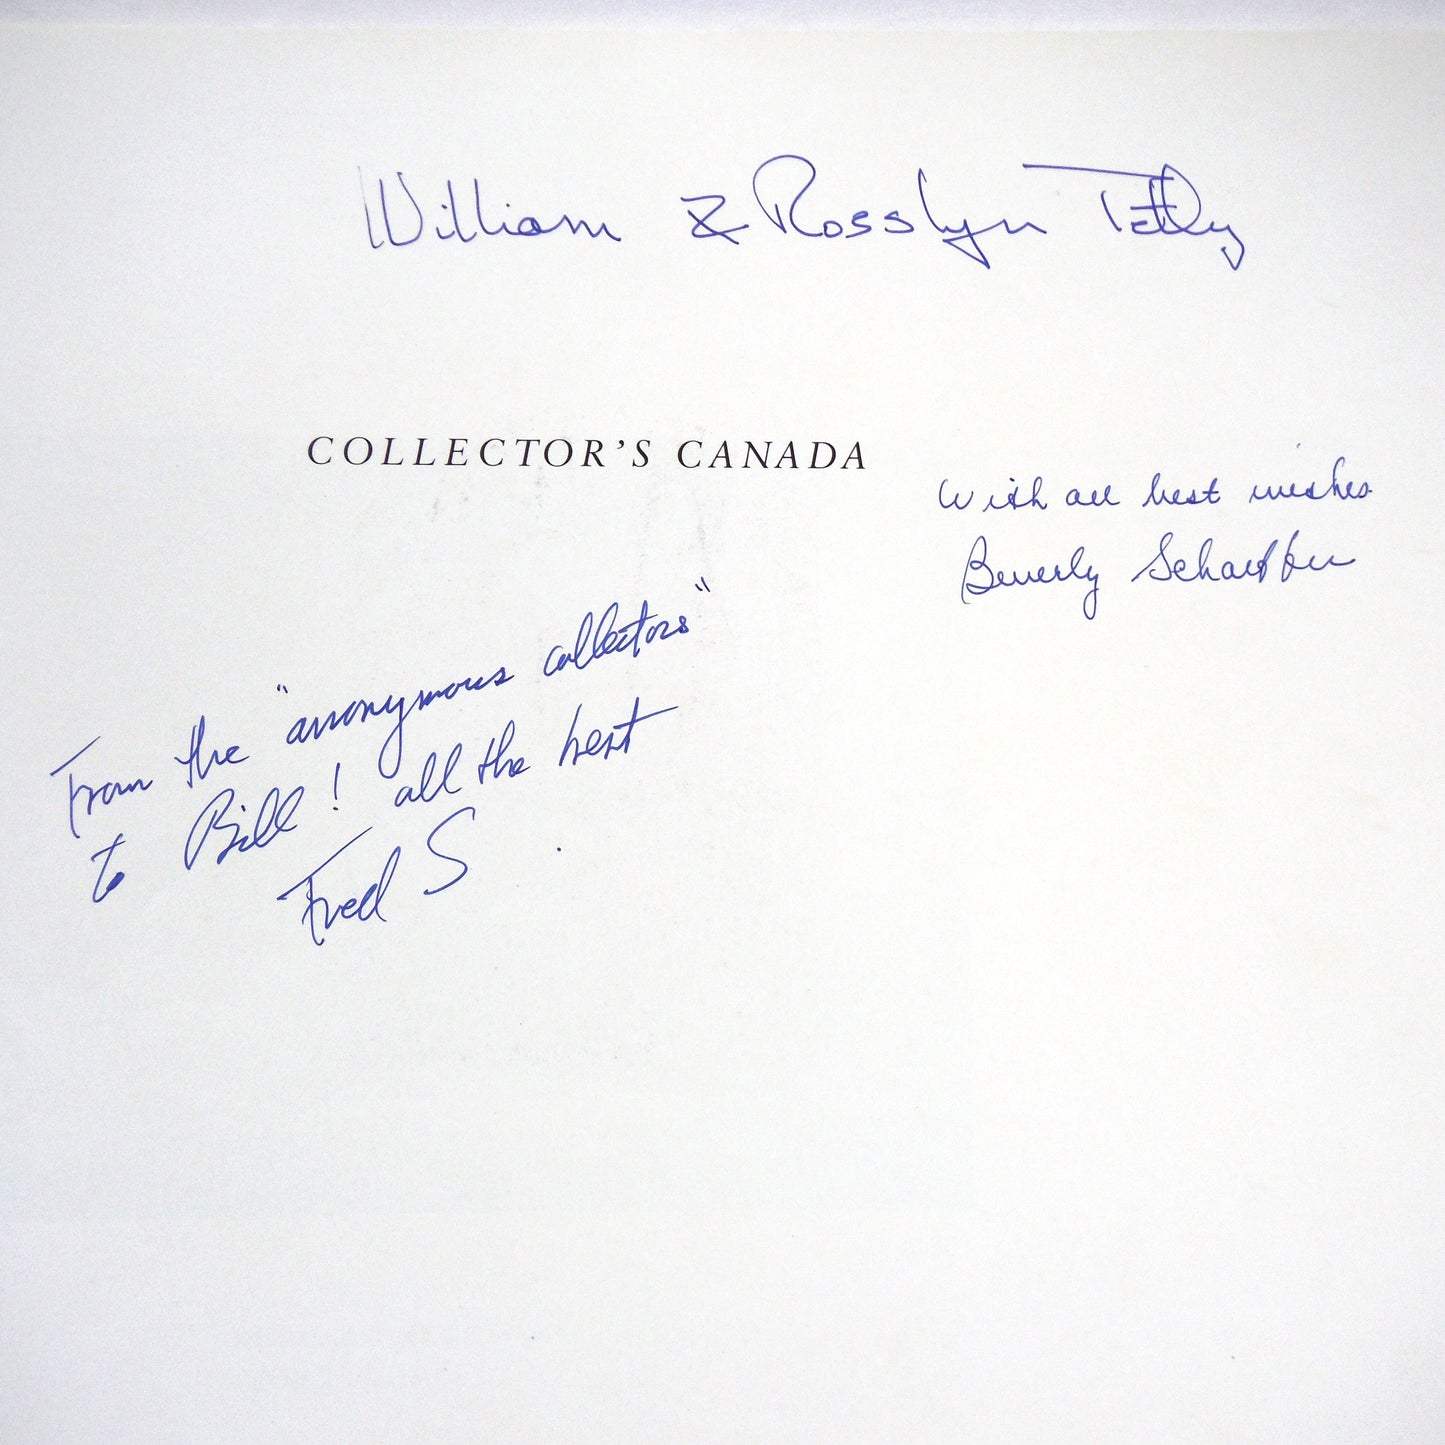 William & Rosslyn Tetley
COLLECTOR'S CANADA
With all best wishes
Beverly Schaeffer
From the "anonymous collectors"
to Bill! all the best
Fred S.